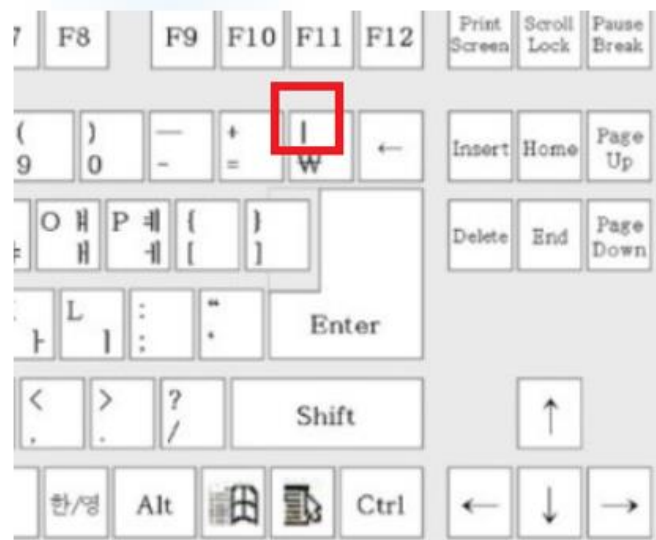 F8 F9 F10 F11 F12 Print Screen Scroll Lock Pause Break
( 9 ) 0 — - + = | ₩ ← Insert Home Page Up
O ㅒ ㅐ P ㅖ ㅔ { [ } ] Delete End Page Down
ㅏ L ㅣ : ; “ ‘ Enter
< , > . ? / Shift ↑
한/영 Alt Ctrl ← ↓ →